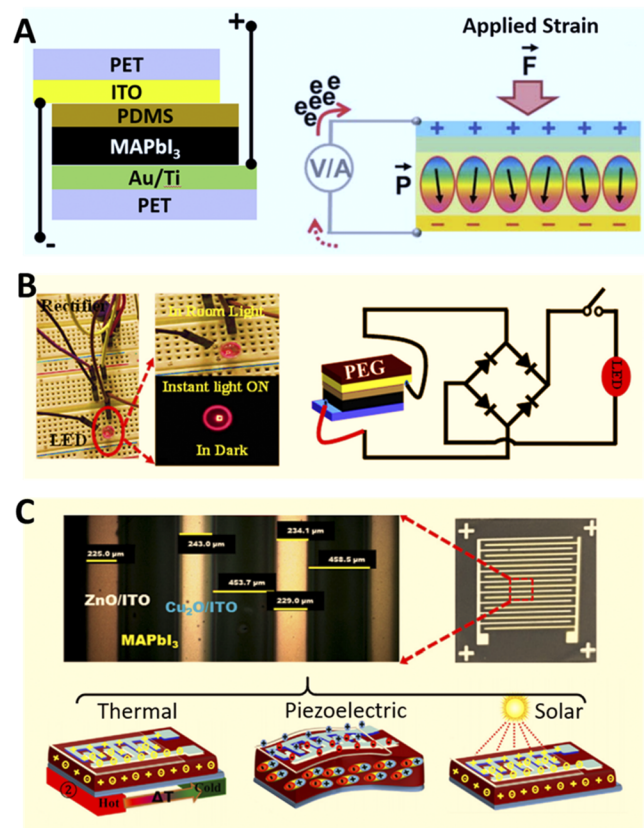 A
+
PET
ITO
PDMS
MAPbI₃
Au/Ti
PET
-
Applied Strain
F
e e e e e e
V/A
P
+ + + + + +
− − − − − −
B
Rectifier
LED
In Room Light
Instant light ON
In Dark
PEG
LED
C
225.0 μm
243.0 μm
234.1 μm
458.5 μm
453.7 μm
229.0 μm
ZnO/ITO
Cu₂O/ITO
MAPbI₃
Thermal
Piezoelectric
Solar
2
Hot
ΔT
Cold